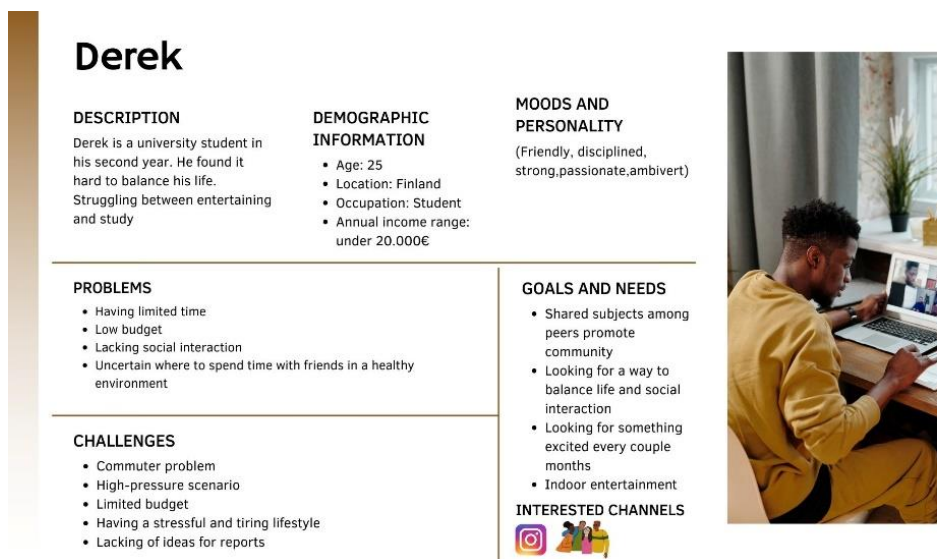 Derek
DESCRIPTION
Derek is a university student in
his second year. He found it
hard to balance his life.
Struggling between entertaining
and study
DEMOGRAPHIC
INFORMATION
• Age: 25
• Location: Finland
• Occupation: Student
• Annual income range:
under 20.000€
MOODS AND
PERSONALITY
(Friendly, disciplined,
strong,passionate,ambivert)
PROBLEMS
• Having limited time
• Low budget
• Lacking social interaction
• Uncertain where to spend time with friends in a healthy
environment
CHALLENGES
• Commuter problem
• High-pressure scenario
• Limited budget
• Having a stressful and tiring lifestyle
• Lacking of ideas for reports
GOALS AND NEEDS
• Shared subjects among
peers promote
community
• Looking for a way to
balance life and social
interaction
• Looking for something
excited every couple
months
• Indoor entertainment
INTERESTED CHANNELS